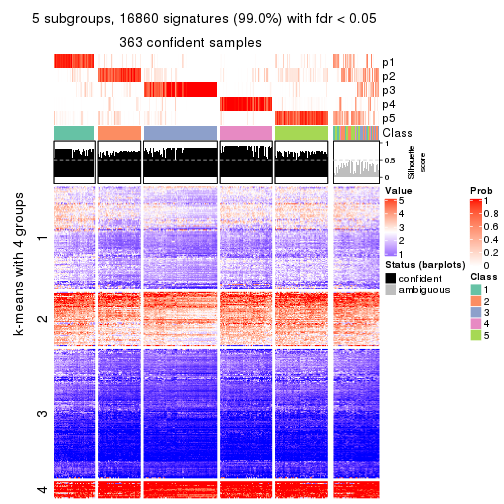 5 subgroups, 16860 signatures (99.0%) with fdr < 0.05
363 confident samples
p1
p2
p3
p4
p5
Class
1
0.5
0
Silhouette
score
k-means with 4 groups
1
2
3
4
Value
5
4
3
2
1
Status (barplots)
confident
ambiguous
Prob
1
0.8
0.6
0.4
0.2
0
Class
1
2
3
4
5